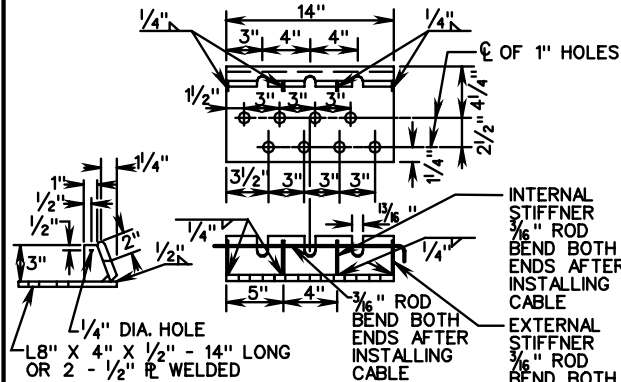 14"
1/4"
1/4"
3" 4" 4"
℄ OF 1" HOLES
1 1/2"
3" 3" 3"
4 1/4"
2 1/2"
1 1/4"
3 1/2" 3" 3"
1 1/4"
1"
1/2"
1/2"
2"
3"
1/2"
1/4"
13/16"
1/4"
5" 4"
INTERNAL
STIFFNER
3/16" ROD
BEND BOTH
ENDS AFTER
INSTALLING
CABLE
3/16" ROD
BEND BOTH
ENDS AFTER
INSTALLING
CABLE
EXTERNAL
STIFFNER
3/16" ROD
BEND BOTH
1/4" DIA. HOLE
L8" X 4" X 1/2" - 14" LONG
OR 2 - 1/2" ℄ WELDED